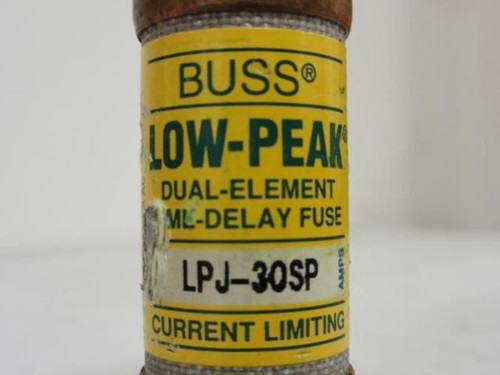 BUSS®
LOW-PEAK®
DUAL-ELEMENT
ME-DELAY FUSE
LPJ-30SP
AMPS
CURRENT LIMITING